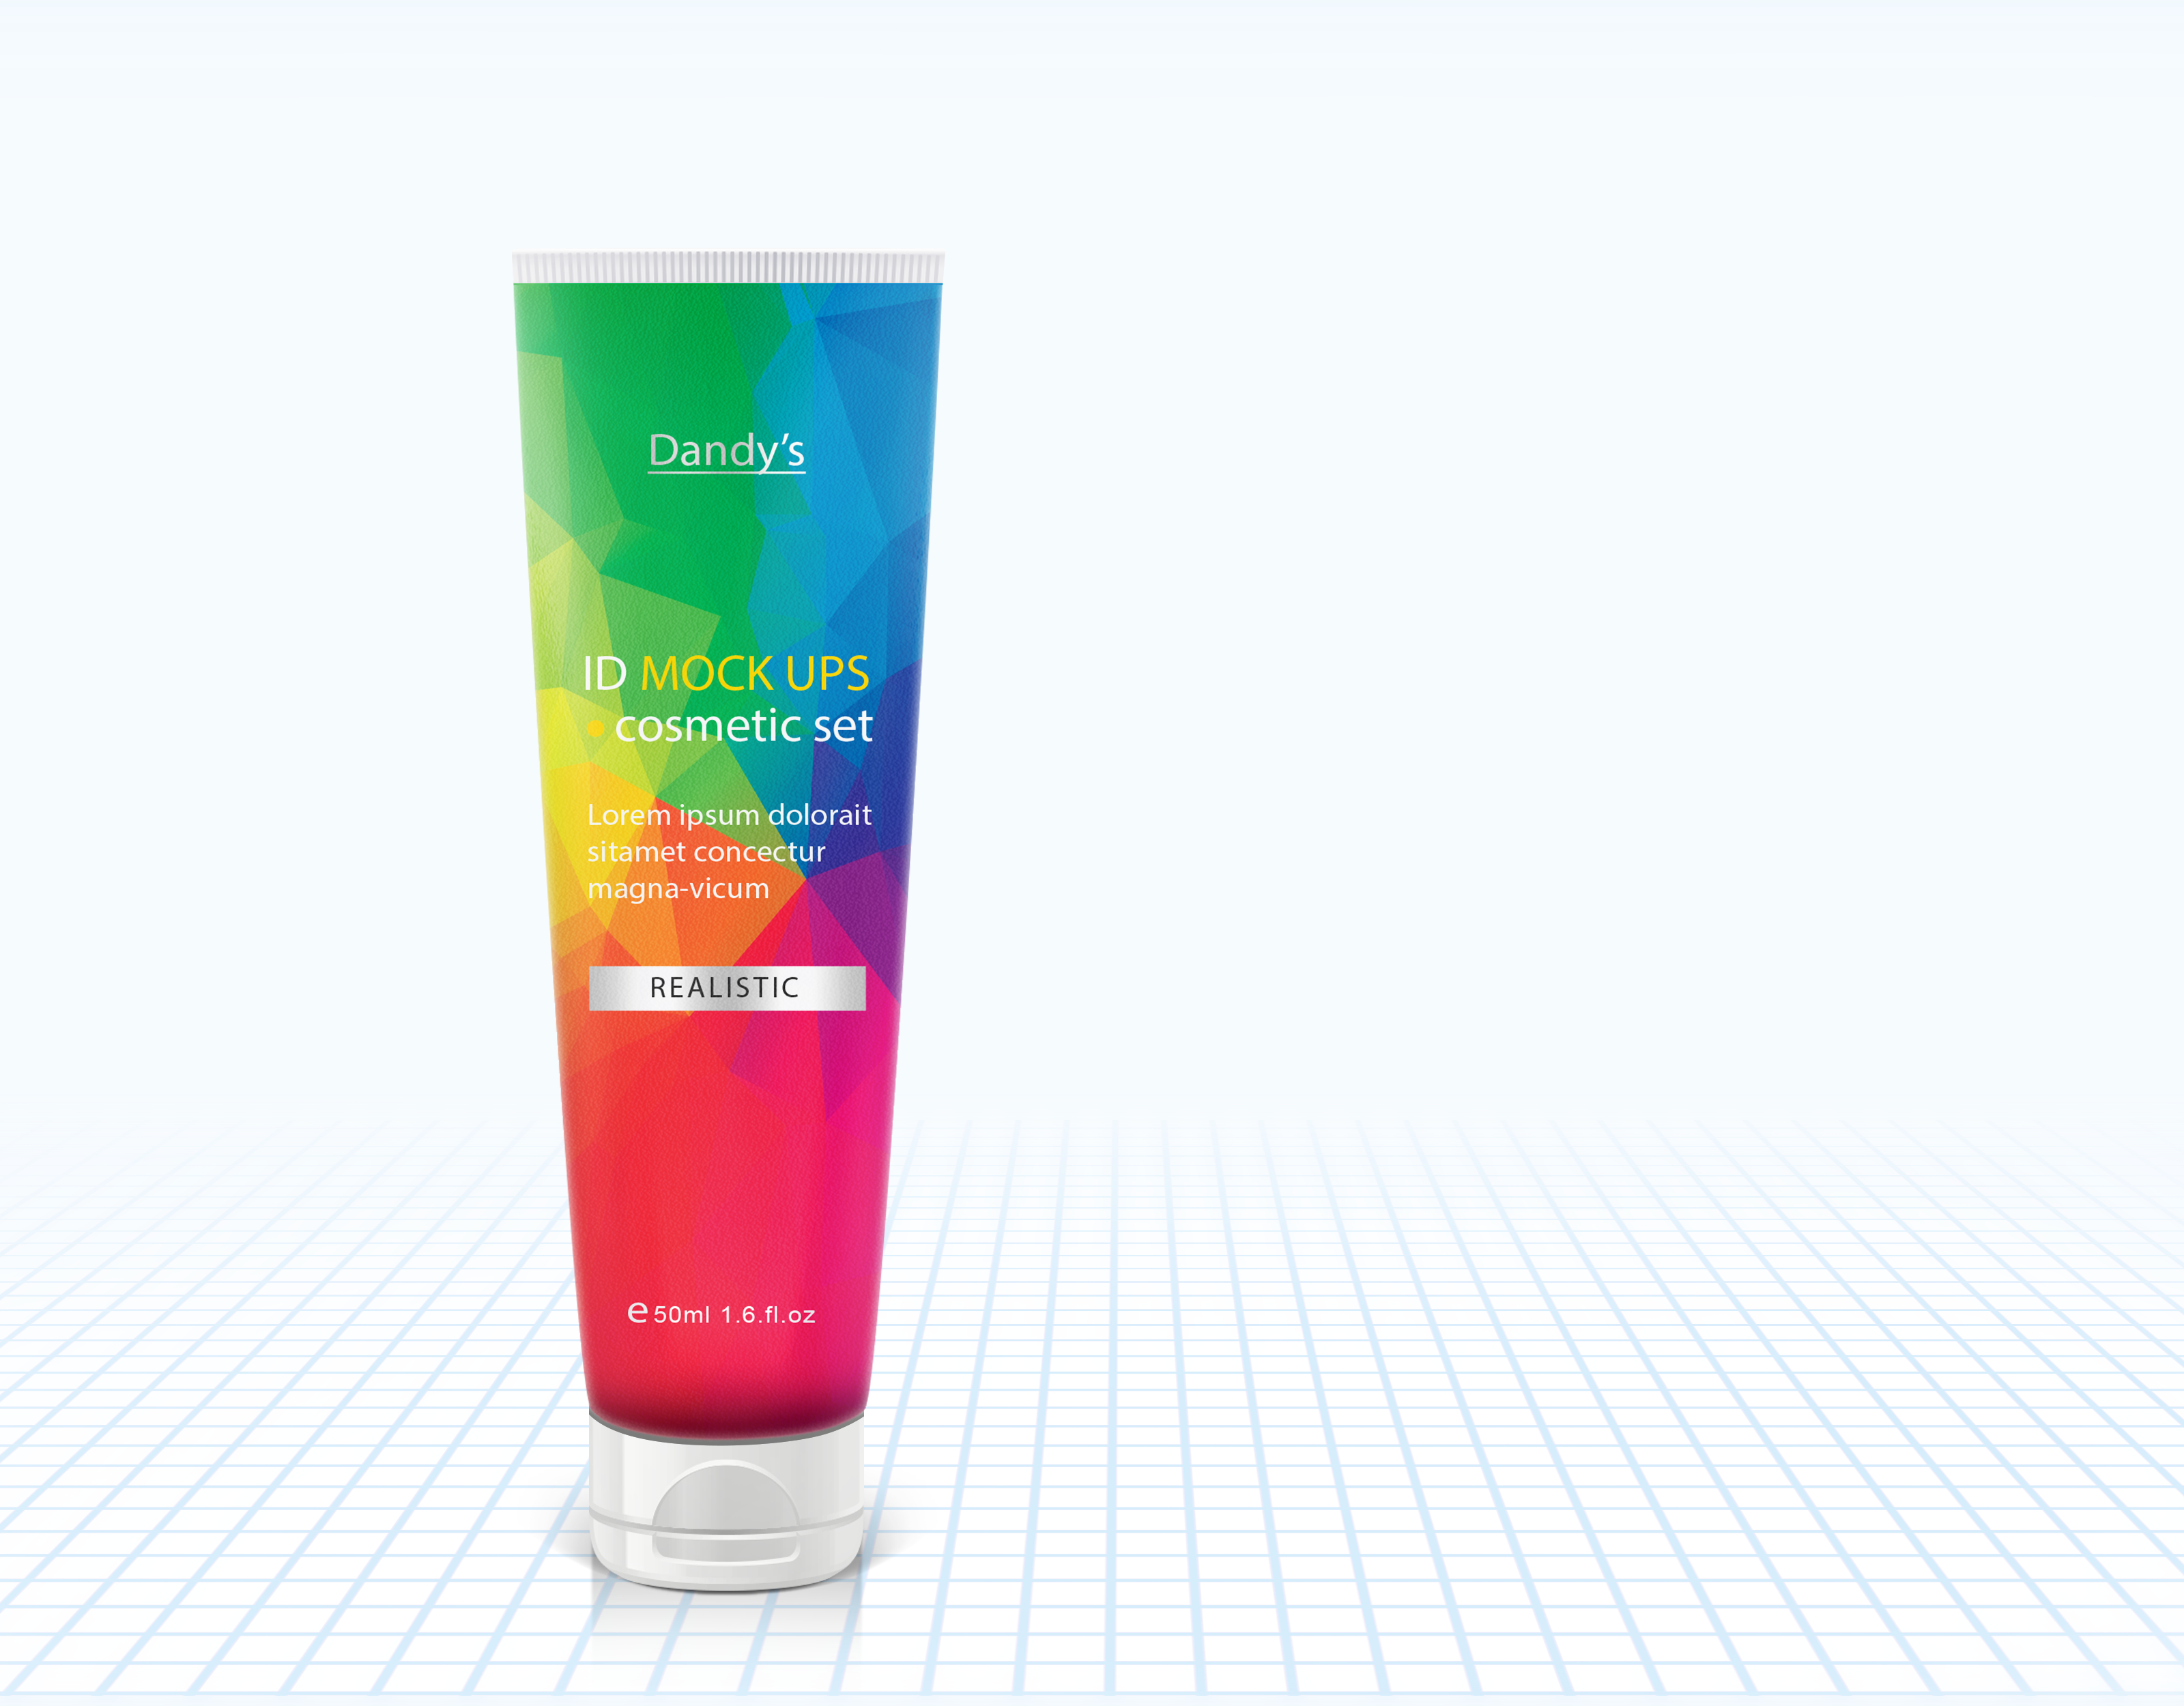 Dandy's
ID MOCK UPS
• cosmetic set
Lorem ipsum dolorait
sitamet concectur
magna-vicum
REALISTIC
e 50ml 1.6.fl.oz